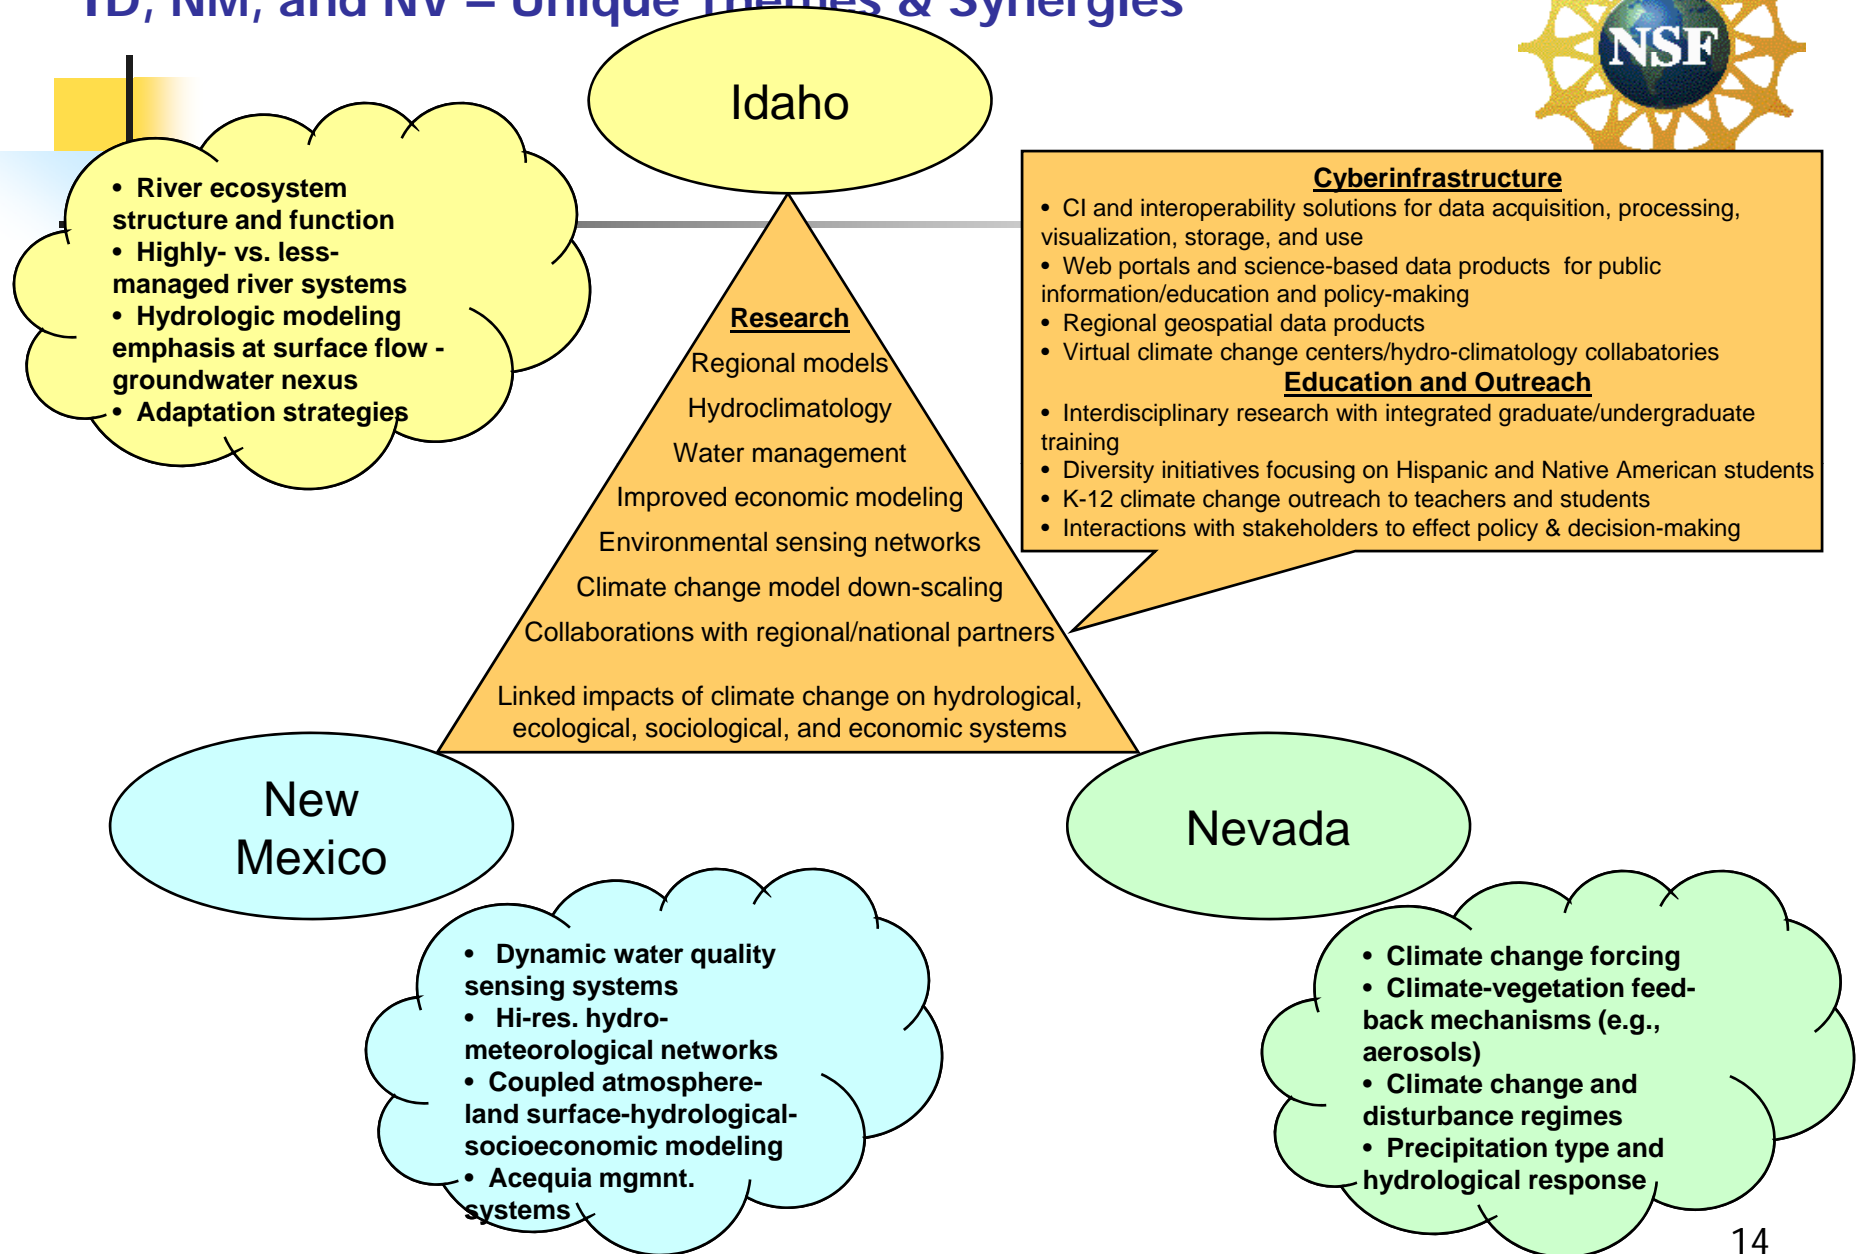 ID, NM, and NV – Unique Themes & Synergies
NSF
Idaho
• River ecosystem
structure and function
• Highly- vs. less-
managed river systems
• Hydrologic modeling
emphasis at surface flow -
groundwater nexus
• Adaptation strategies
Cyberinfrastructure
• CI and interoperability solutions for data acquisition, processing,
visualization, storage, and use
• Web portals and science-based data products for public
information/education and policy-making
• Regional geospatial data products
• Virtual climate change centers/hydro-climatology collabatories
Education and Outreach
• Interdisciplinary research with integrated graduate/undergraduate
training
• Diversity initiatives focusing on Hispanic and Native American students
• K-12 climate change outreach to teachers and students
• Interactions with stakeholders to effect policy & decision-making
Research
Regional models
Hydroclimatology
Water management
Improved economic modeling
Environmental sensing networks
Climate change model down-scaling
Collaborations with regional/national partners
Linked impacts of climate change on hydrological,
ecological, sociological, and economic systems
New
Mexico
Nevada
• Dynamic water quality
sensing systems
• Hi-res. hydro-
meteorological networks
• Coupled atmosphere-
land surface-hydrological-
socioeconomic modeling
• Acequia mgmnt.
systems
• Climate change forcing
• Climate-vegetation feed-
back mechanisms (e.g.,
aerosols)
• Climate change and
disturbance regimes
• Precipitation type and
hydrological response
14